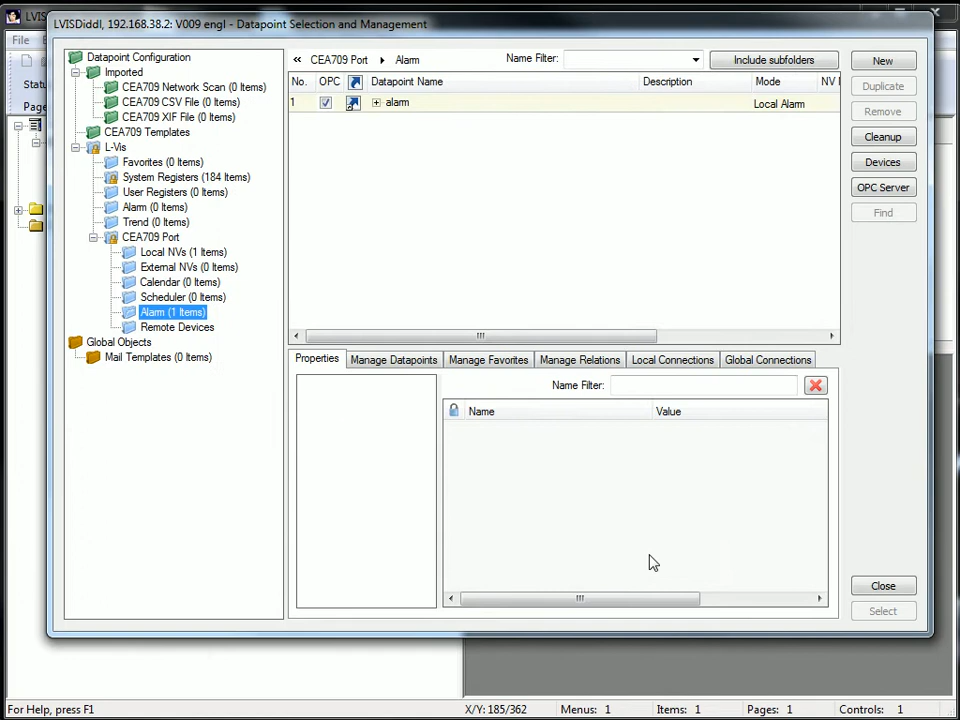 LVISDiddl, 192.168.38.2: V009 engl - Datapoint Selection and Management
LVIS
File
Statu
Page
Datapoint Configuration
Imported
CEA709 Network Scan (0 Items)
CEA709 CSV File (0 Items)
CEA709 XIF File (0 Items)
CEA709 Templates
L-Vis
Favorites (0 Items)
System Registers (184 Items)
User Registers (0 Items)
Alarm (0 Items)
Trend (0 Items)
CEA709 Port
Local NVs (1 Items)
External NVs (0 Items)
Calendar (0 Items)
Scheduler (0 Items)
Alarm (1 Items)
Remote Devices
Global Objects
Mail Templates (0 Items)
« CEA709 Port Alarm Name Filter: Include subfolders
No. OPC Datapoint Name Description Mode NV I
1 alarm Local Alarm
New
Duplicate
Remove
Cleanup
Devices
OPC Server
Find
Properties Manage Datapoints Manage Favorites Manage Relations Local Connections Global Connections
Name Filter:
Name Value
Close
Select
For Help, press F1 X/Y: 185/362 Menus: 1 Items: 1 Pages: 1 Controls: 1